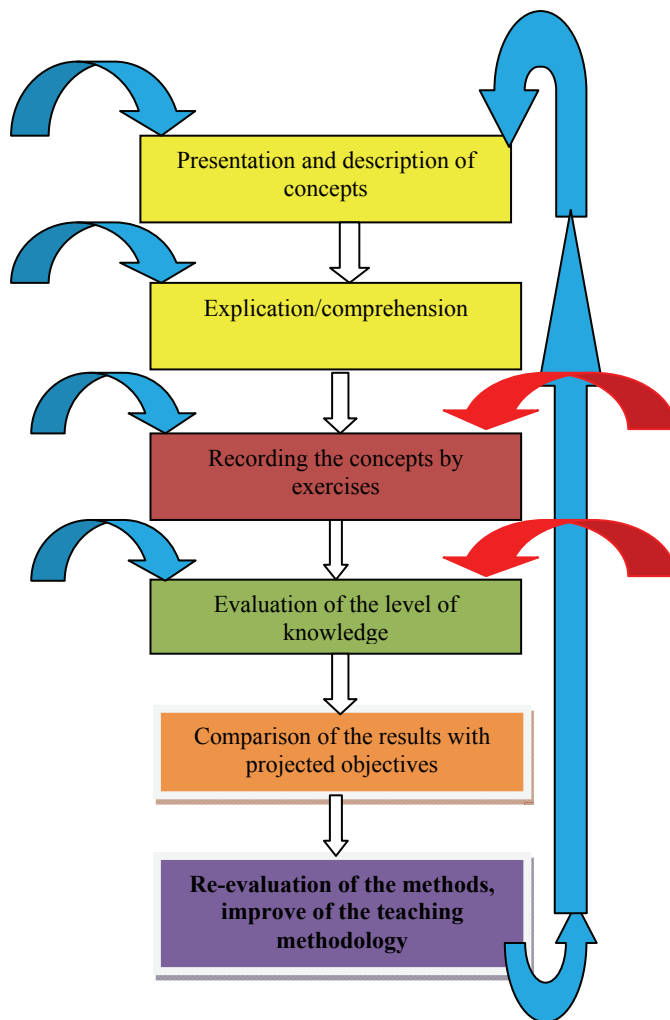 Presentation and description of
concepts
Explication/comprehension
Recording the concepts by
exercises
Evaluation of the level of
knowledge
Comparison of the results with
projected objectives
Re-evaluation of the methods,
improve of the teaching
methodology